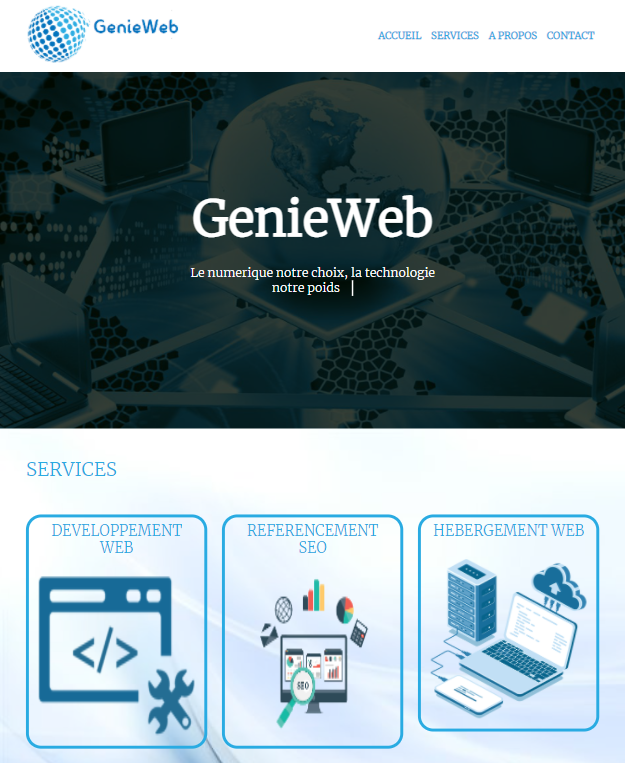 GenieWeb
ACCUEIL SERVICES A PROPOS CONTACT
GenieWeb
Le numerique notre choix, la technologie
notre poids
SERVICES
DEVELOPPEMENT
WEB
REFERENCEMENT
SEO
HEBERGEMENT WEB
</>
SEO